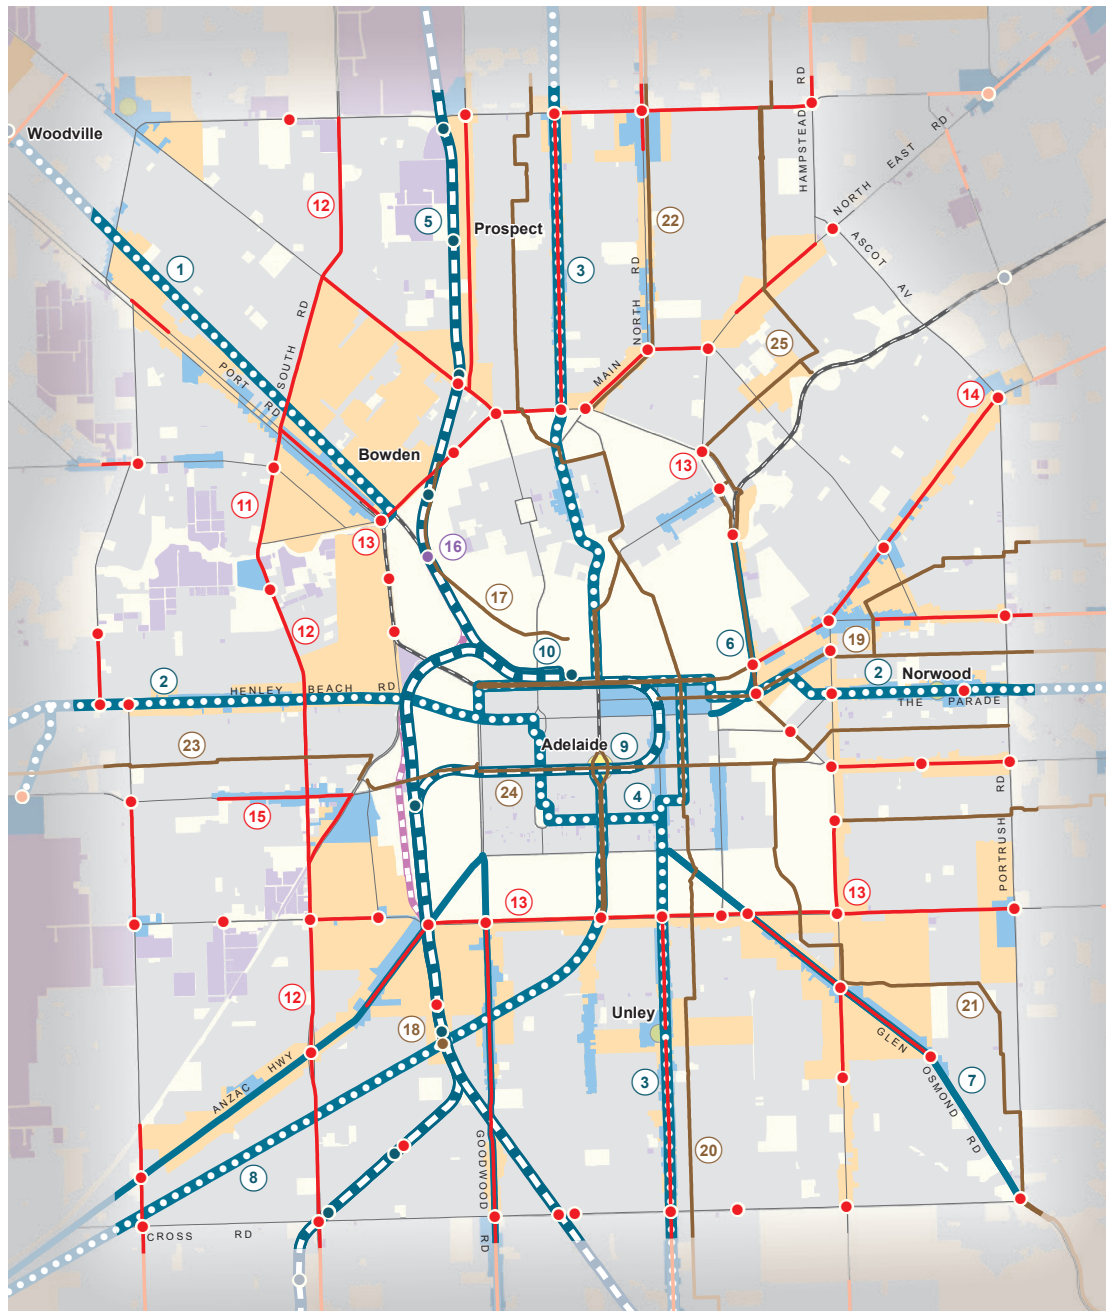 Woodville
HAMPSTEAD RD
NORTH EAST RD
12
5
Prospect
22
3
1
ASCOT AV
NORTH RD
MAIN
SOUTH RD
PORT RD
25
14
Bowden
13
11
13
16
17
12
6
19
10
2
HENLEY BEACH RD
2
Norwood
THE PARADE
23
Adelaide
9
24
4
15
PORTRUSH RD
13
13
12
18
Unley
21
GLEN OSMOND RD
ANZAC HWY
3
7
GOODWOOD RD
20
8
CROSS RD